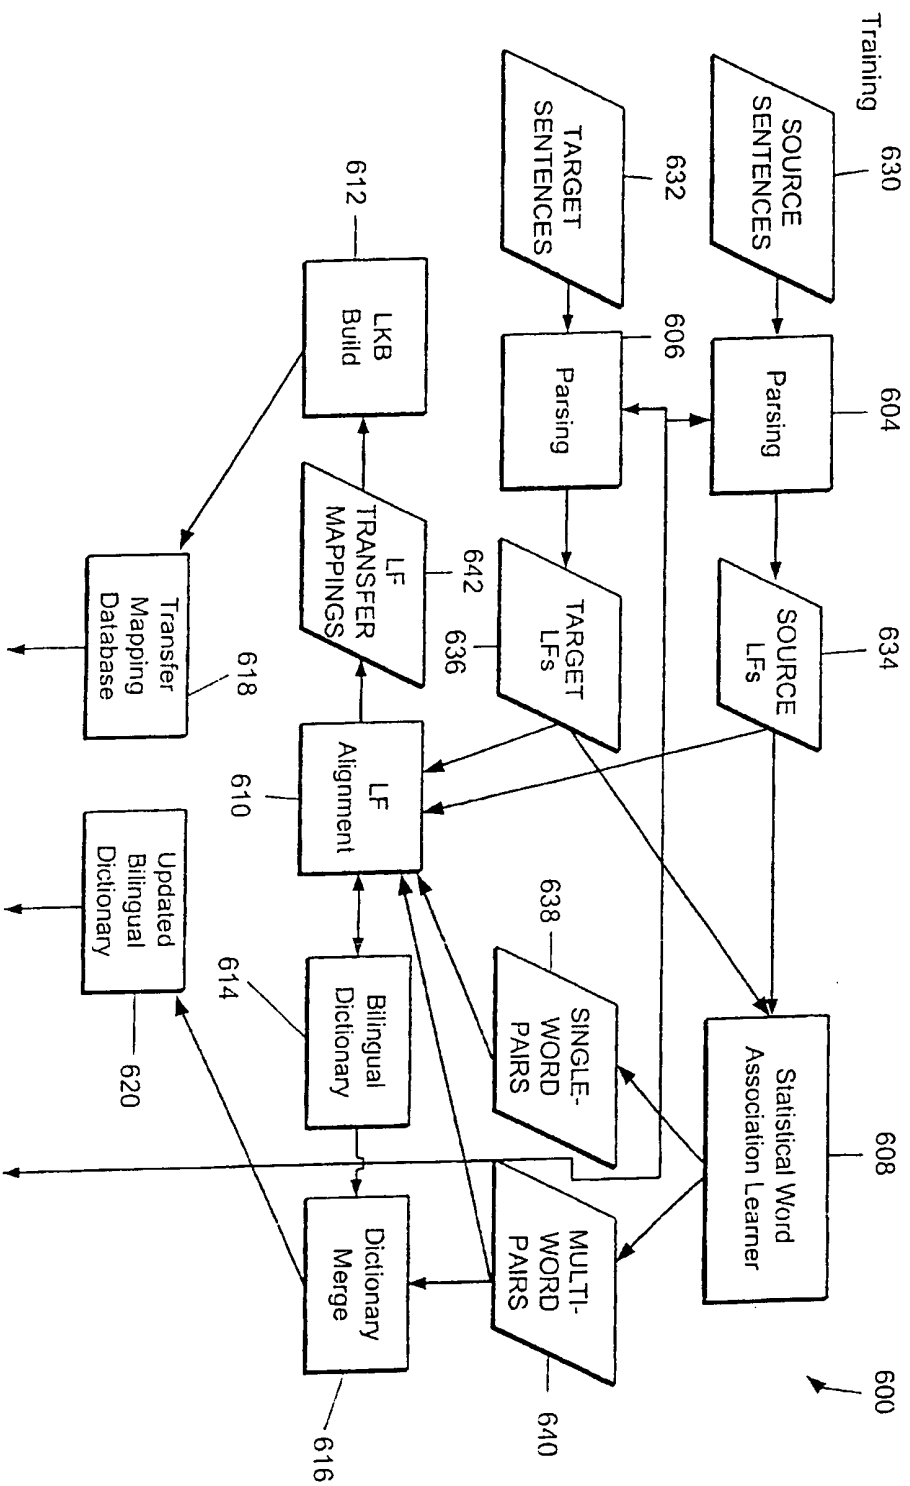 Training
630
SOURCE
SENTENCES
604
Parsing
634
SOURCE
LFs
608
Statistical Word
Association Learner
600
632
TARGET
SENTENCES
606
Parsing
636
TARGET
LFs
638
SINGLE-
WORD
PAIRS
MULTI-
WORD
PAIRS
640
612
LKB
Build
642
LF
TRANSFER
MAPPINGS
LF
Alignment
610
Bilingual
Dictionary
614
Dictionary
Merge
616
Transfer
Mapping
Database
618
Updated
Bilingual
Dictionary
620